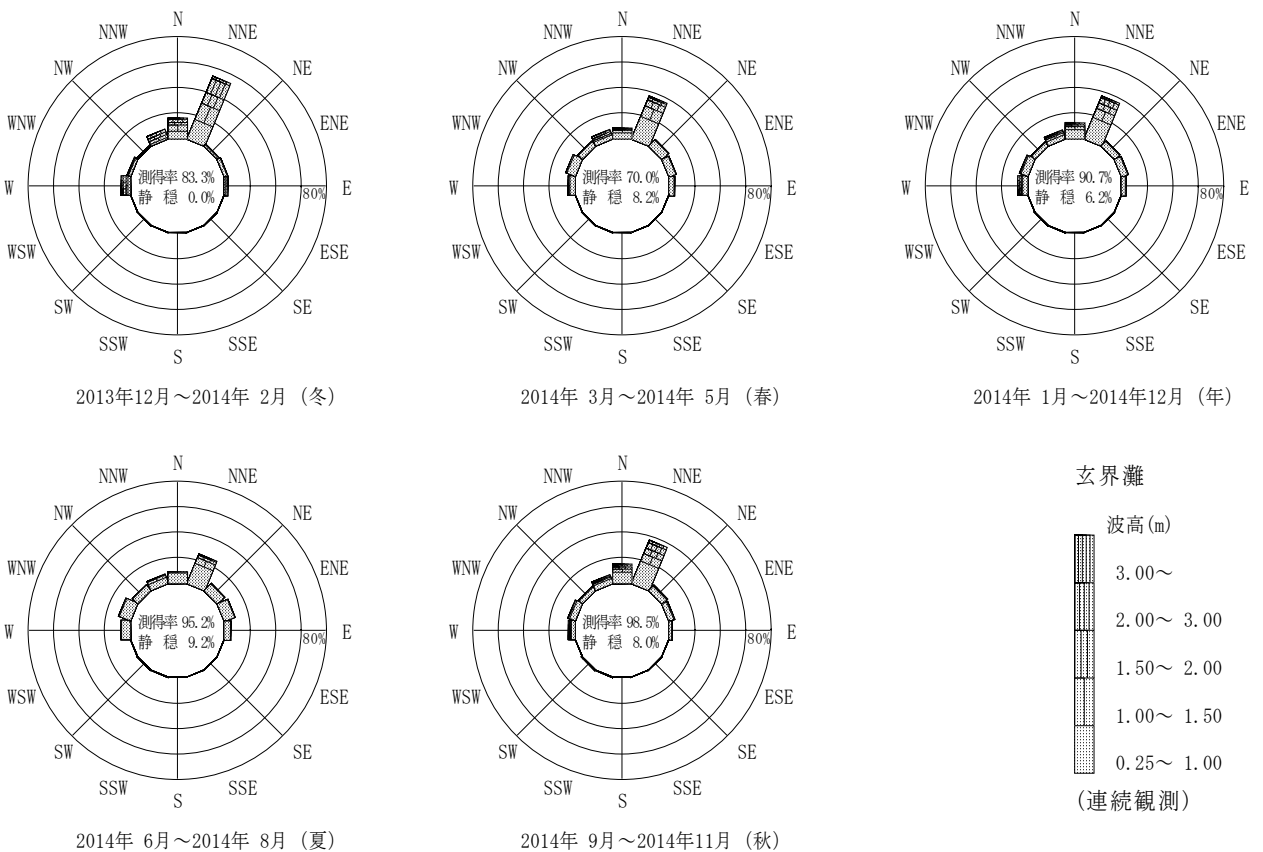 N
NNW NNE
NW NE
WNW ENE
測得率 83.3%
W 静 穏 0.0% 80% E
WSW ESE
SW SE
SSW SSE
S
2013年12月～2014年 2月 (冬)
N
NNW NNE
NW NE
WNW ENE
測得率 70.0%
W 静 穏 8.2% 80% E
WSW ESE
SW SE
SSW SSE
S
2014年 3月～2014年 5月 (春)
N
NNW NNE
NW NE
WNW ENE
測得率 90.7%
W 静 穏 6.2% 80% E
WSW ESE
SW SE
SSW SSE
S
2014年 1月～2014年12月 (年)
N
NNW NNE
NW NE
WNW ENE
測得率 95.2%
W 静 穏 9.2% 80% E
WSW ESE
SW SE
SSW SSE
S
2014年 6月～2014年 8月 (夏)
N
NNW NNE
NW NE
WNW ENE
測得率 98.5%
W 静 穏 8.0% 80% E
WSW ESE
SW SE
SSW SSE
S
2014年 9月～2014年11月 (秋)
玄界灘
波高(m)
3.00～
2.00～ 3.00
1.50～ 2.00
1.00～ 1.50
0.25～ 1.00
(連続観測)